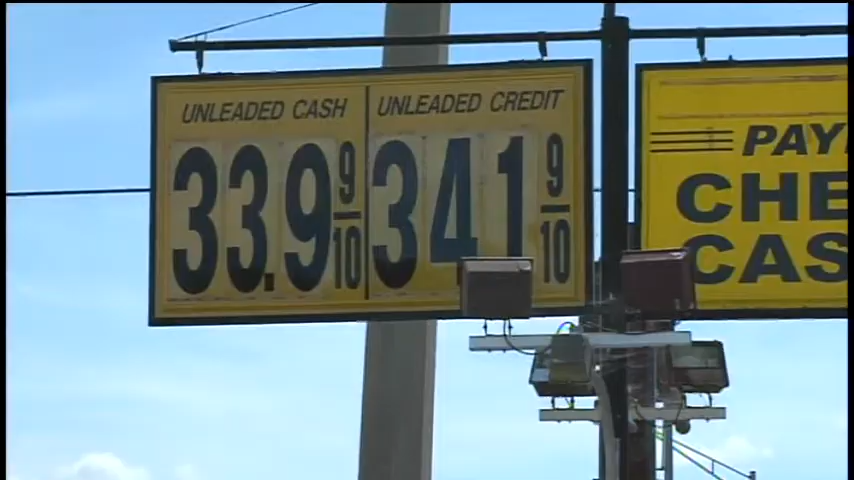 UNLEADED CASH
33.9 9/10
UNLEADED CREDIT
341 9/10
PAY
CHE
CAS